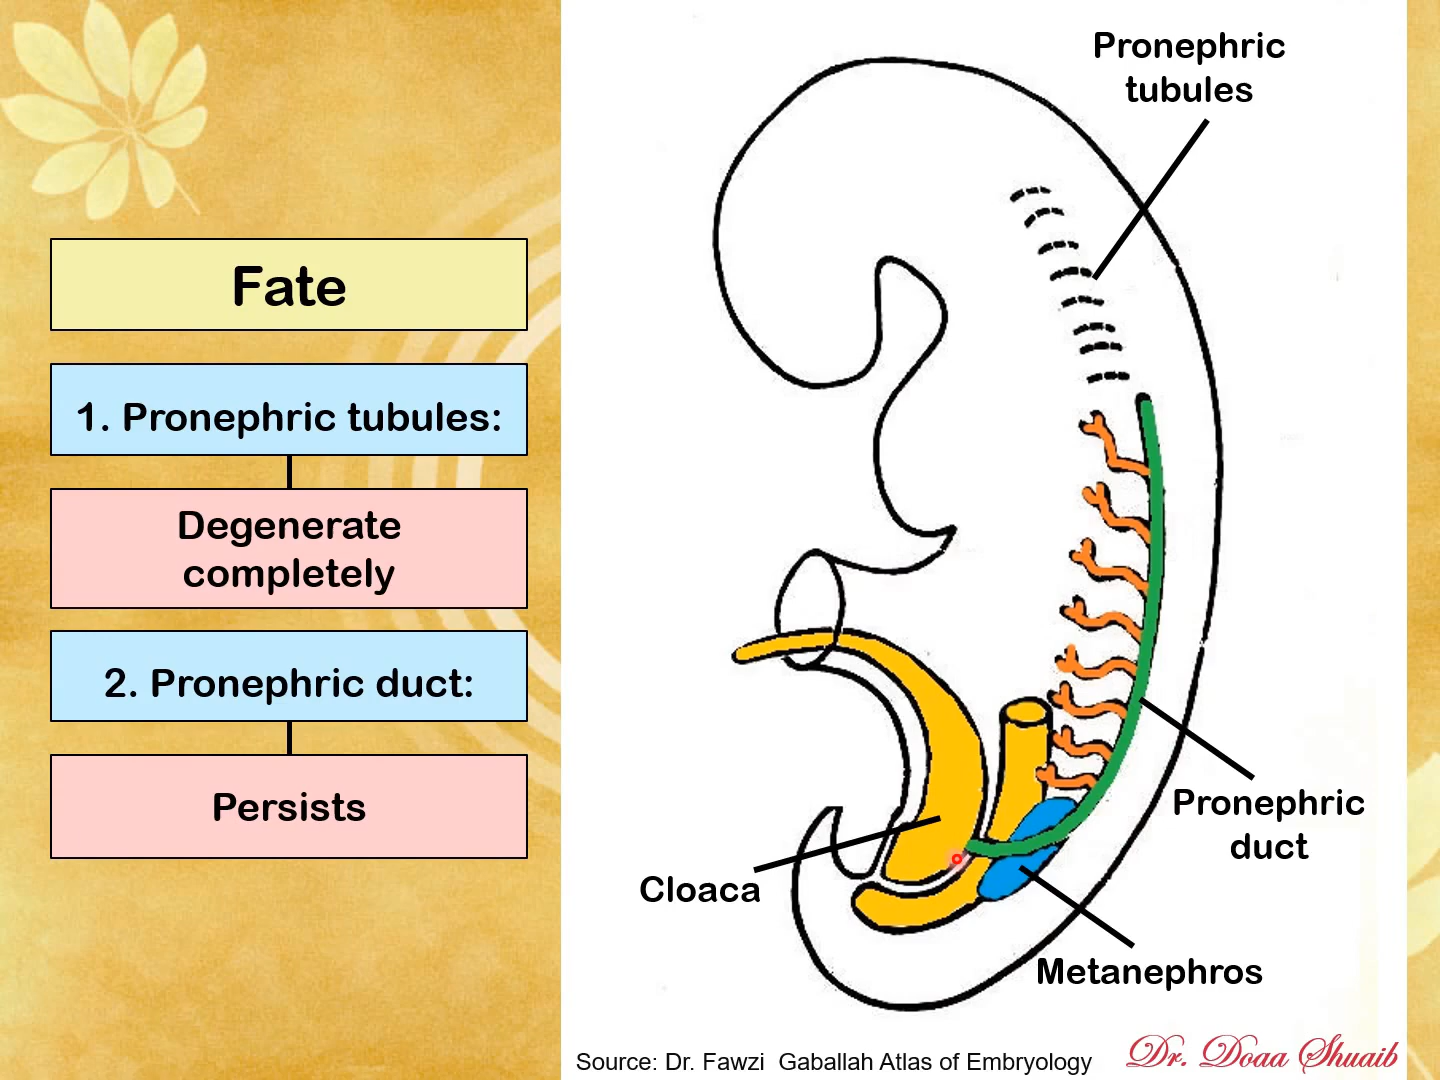 Fate
1. Pronephric tubules:
Degenerate
completely
2. Pronephric duct:
Persists
Pronephric
tubules
Pronephric
duct
Cloaca
Metanephros
Source: Dr. Fawzi  Gaballah Atlas of Embryology
Dr. Doaa Shuaib